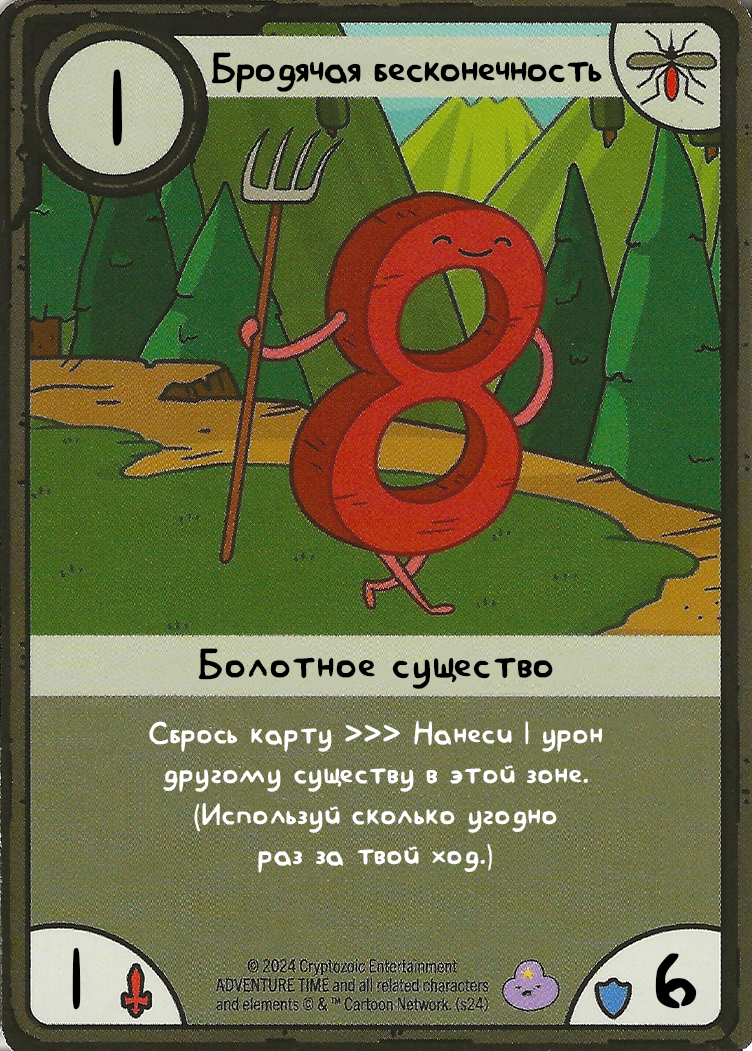 1
Бродячая бесконечность
Болотное существо
Сбрось карту >>> Нанеси 1 урон
другому существу в этой зоне.
(Используй сколько угодно
раз за твой ход.)
1
© 2024 Cryptozoic Entertainment
ADVENTURE TIME and all related characters
and elements © & ™ Cartoon Network. (s24)
6